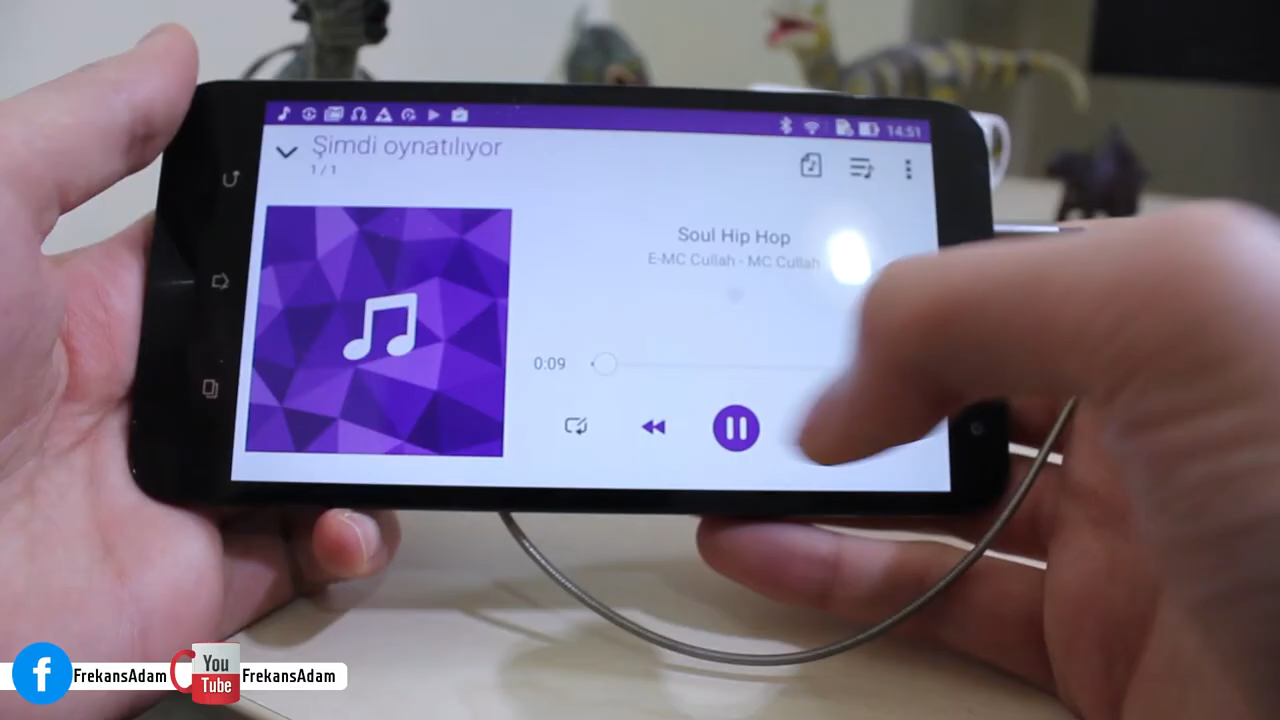 14:51
Şimdi oynatılıyor
1 / 1
Soul Hip Hop
E-MC Cullah - MC Cullah
0:09
FrekansAdam
You
Tube
FrekansAdam